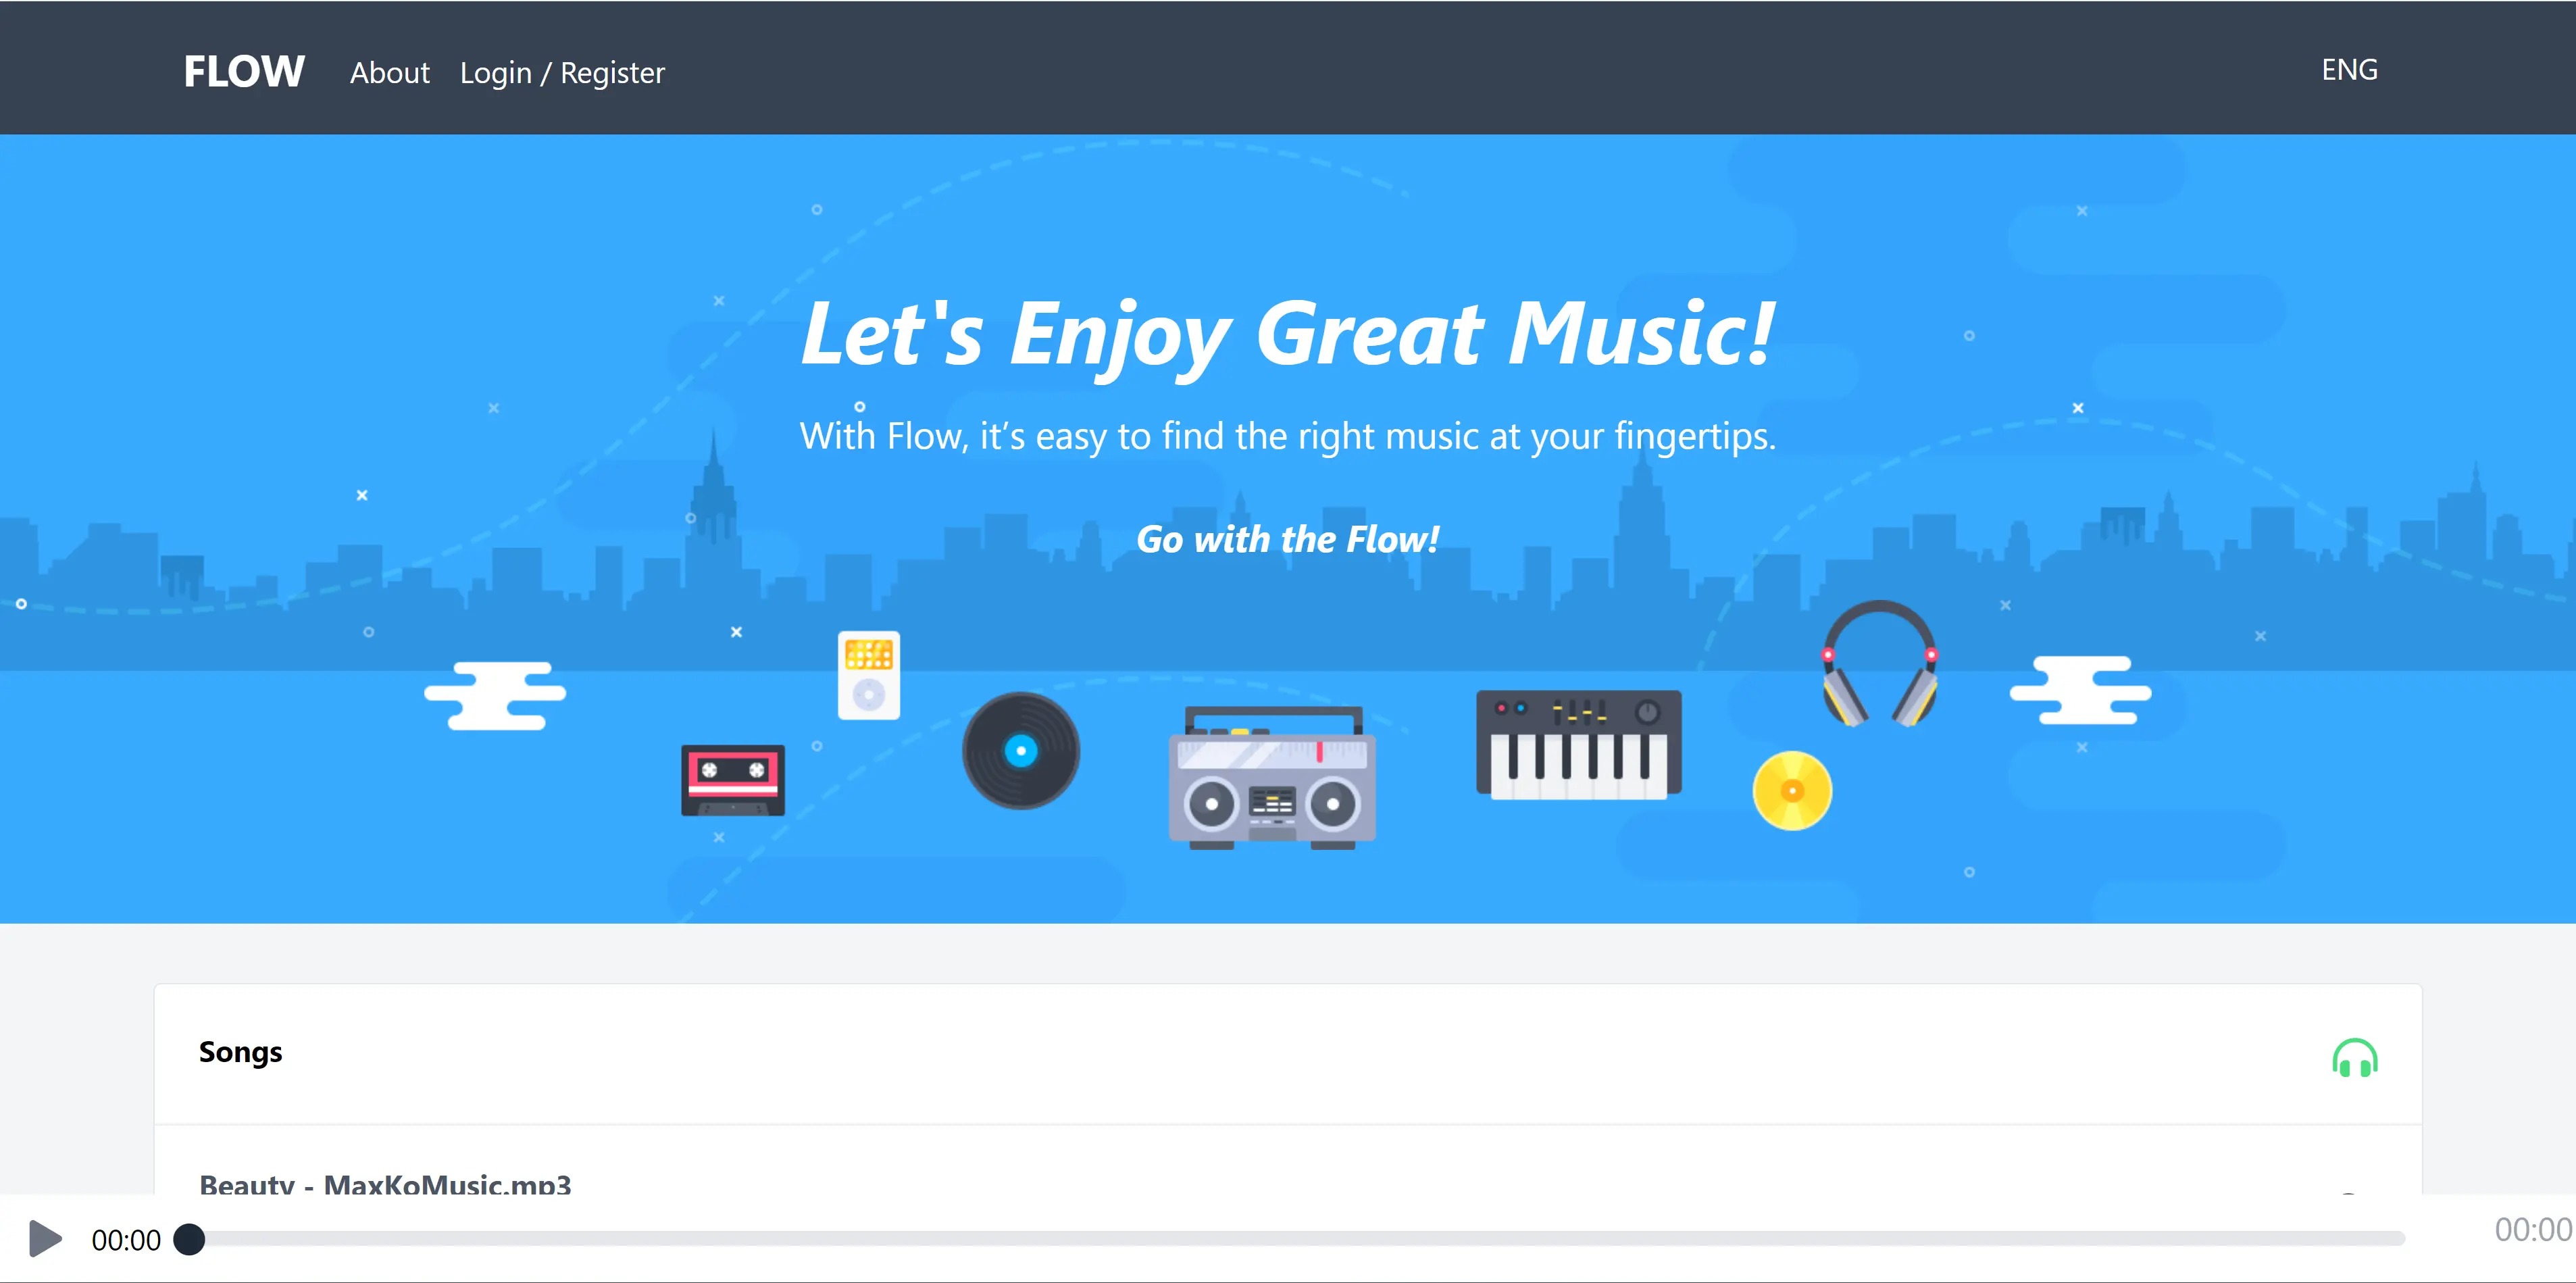 FLOW About Login / Register ENG
Let's Enjoy Great Music!
With Flow, it’s easy to find the right music at your fingertips.
Go with the Flow!
Songs
Beauty - MaxKoMusic.mp3
00:00 00:00